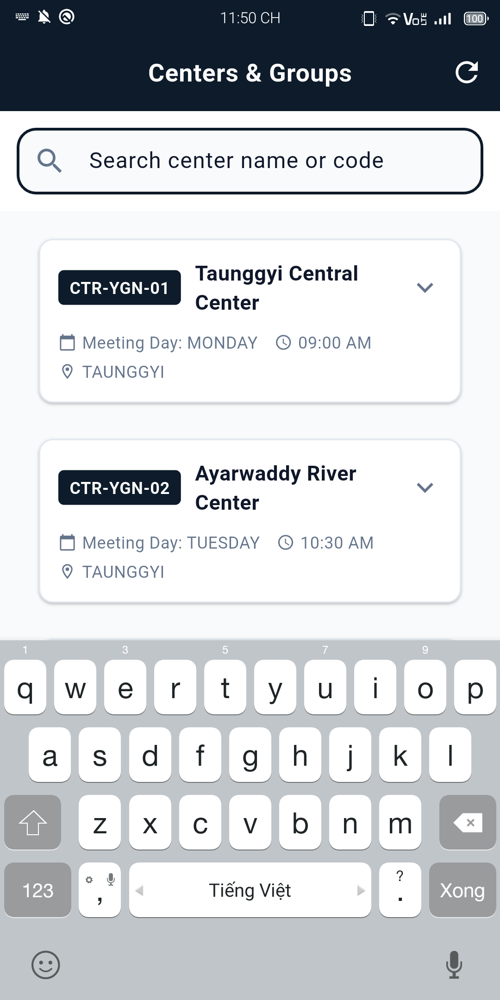 11:50 CH
Vo LTE
100
Centers & Groups
Search center name or code
CTR-YGN-01
Taunggyi Central
Center
Meeting Day: MONDAY 09:00 AM
TAUNGGYI
CTR-YGN-02
Ayarwaddy River
Center
Meeting Day: TUESDAY 10:30 AM
TAUNGGYI
1 3 5 7 9
q w e r t y u i o p
a s d f g h j k l
z x c v b n m
123 , Tiếng Việt ? . Xong